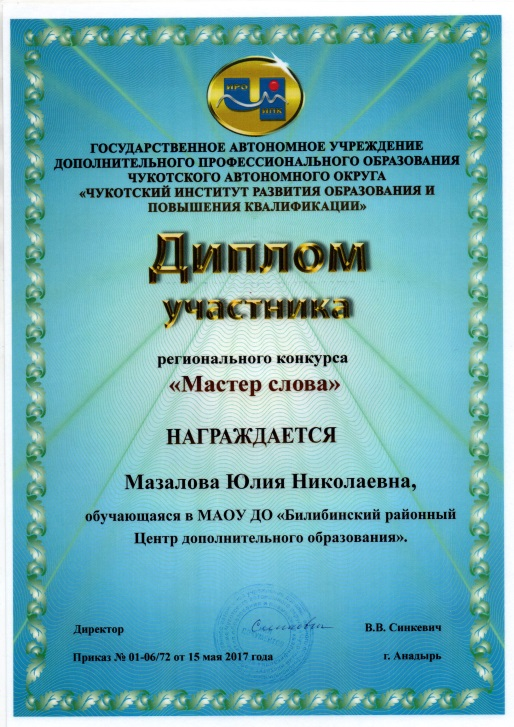 ИРО
ИПК
ГОСУДАРСТВЕННОЕ АВТОНОМНОЕ УЧРЕЖДЕНИЕ
ДОПОЛНИТЕЛЬНОГО ПРОФЕССИОНАЛЬНОГО ОБРАЗОВАНИЯ
ЧУКОТСКОГО АВТОНОМНОГО ОКРУГА
«ЧУКОТСКИЙ ИНСТИТУТ РАЗВИТИЯ ОБРАЗОВАНИЯ И
ПОВЫШЕНИЯ КВАЛИФИКАЦИИ»
Диплом
участника
регионального конкурса
«Мастер слова»
НАГРАЖДАЕТСЯ
Мазалова Юлия Николаевна,
обучающаяся в МАОУ ДО «Билибинский районный
Центр дополнительного образования».
Директор В.В. Синкевич
Приказ № 01-06/72 от 15 мая 2017 года г. Анадырь